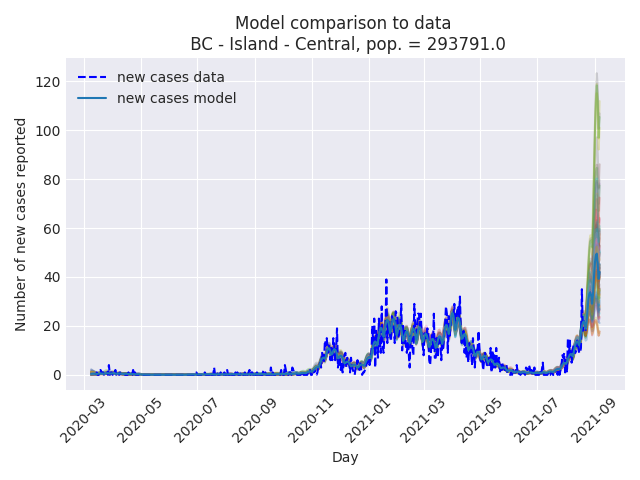 Model comparison to data
BC - Island - Central, pop. = 293791.0
new cases data
new cases model
Number of new cases reported
120
100
80
60
40
20
0
2020-03
2020-05
2020-07
2020-09
2020-11
2021-01
2021-03
2021-05
2021-07
2021-09
Day